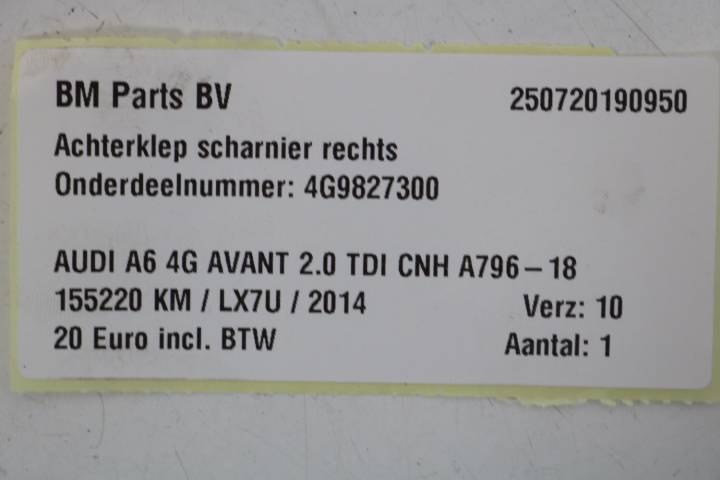 BM Parts BV 250720190950
Achterklep scharnier rechts
Onderdeelnummer: 4G9827300
AUDI A6 4G AVANT 2.0 TDI CNH A796-18
155220 KM / LX7U / 2014 Verz: 10
20 Euro incl. BTW Aantal: 1